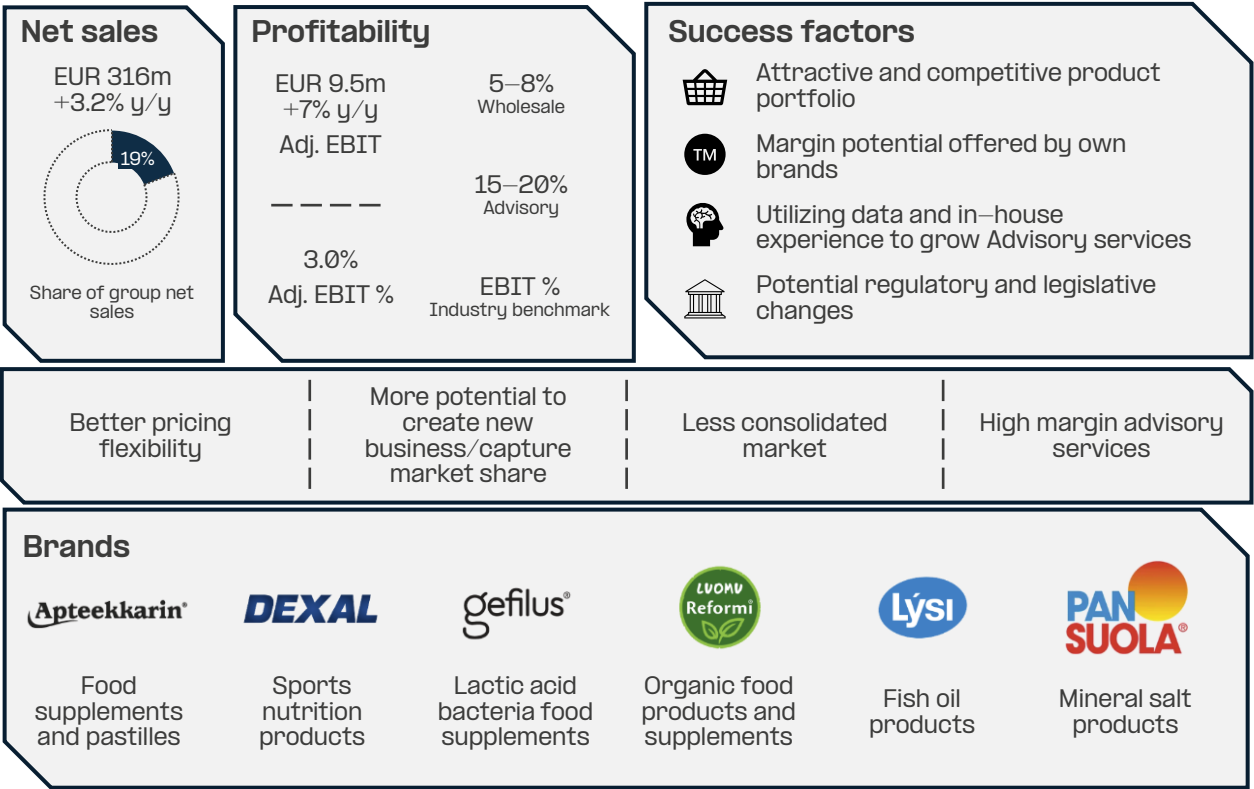 Net sales
EUR 316m
+3.2% y/y
19%
Share of group net
sales
Profitability
EUR 9.5m
+7% y/y
Adj. EBIT
3.0%
Adj. EBIT %
5–8%
Wholesale
15–20%
Advisory
EBIT %
Industry benchmark
Success factors
Attractive and competitive product
portfolio
TM
Margin potential offered by own
brands
Utilizing data and in–house
experience to grow Advisory services
Potential regulatory and legislative
changes
Better pricing
flexibility
More potential to
create new
business/capture
market share
Less consolidated
market
High margin advisory
services
Brands
Apteekkarin®
Food
supplements
and pastilles
DEXAL
Sports
nutrition
products
gefilus®
Lactic acid
bacteria food
supplements
LUOMU
Reformi
Organic food
products and
supplements
Lýsi
Fish oil
products
PAN
SUOLA®
Mineral salt
products